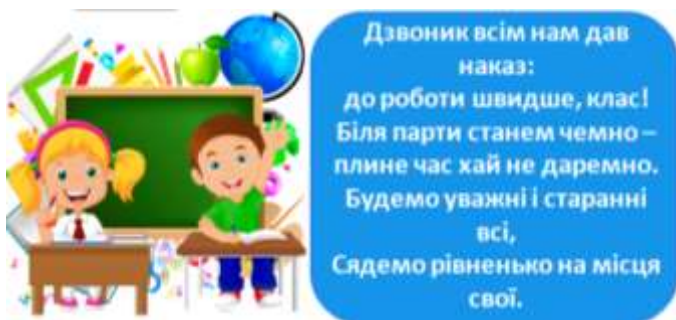 Дзвоник всім нам дав
наказ:
до роботи швидше, клас!
Біля парти станем чемно –
плине час хай не даремно.
Будемо уважні і старанні
всі,
Сядемо рівненько на місця
свої.